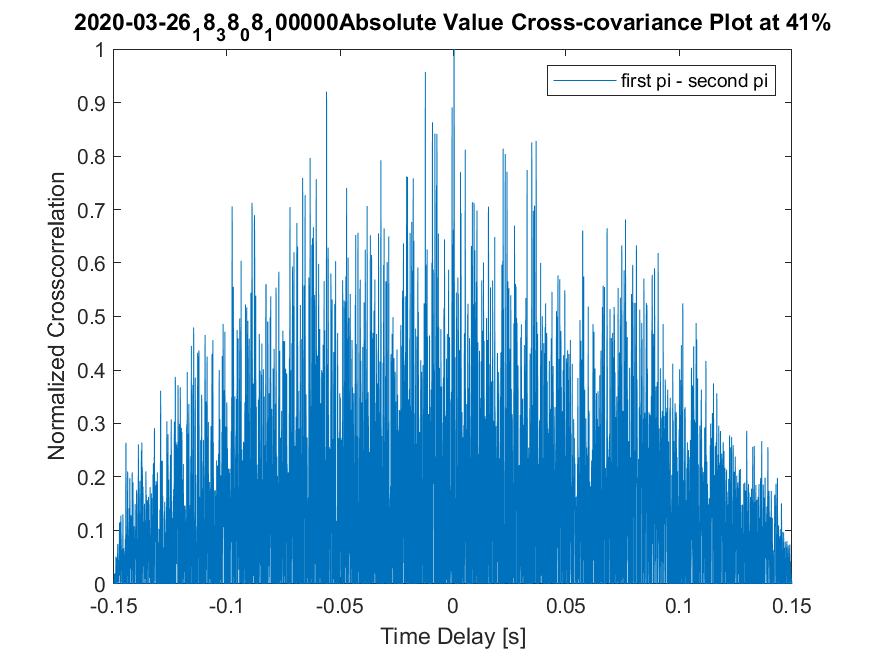 2020-03-26₁8₃8₀8₁00000Absolute Value Cross-covariance Plot at 41%
first pi - second pi
Normalized Crosscorrelation
1
0.9
0.8
0.7
0.6
0.5
0.4
0.3
0.2
0.1
0
-0.15 -0.1 -0.05 0 0.05 0.1 0.15
Time Delay [s]